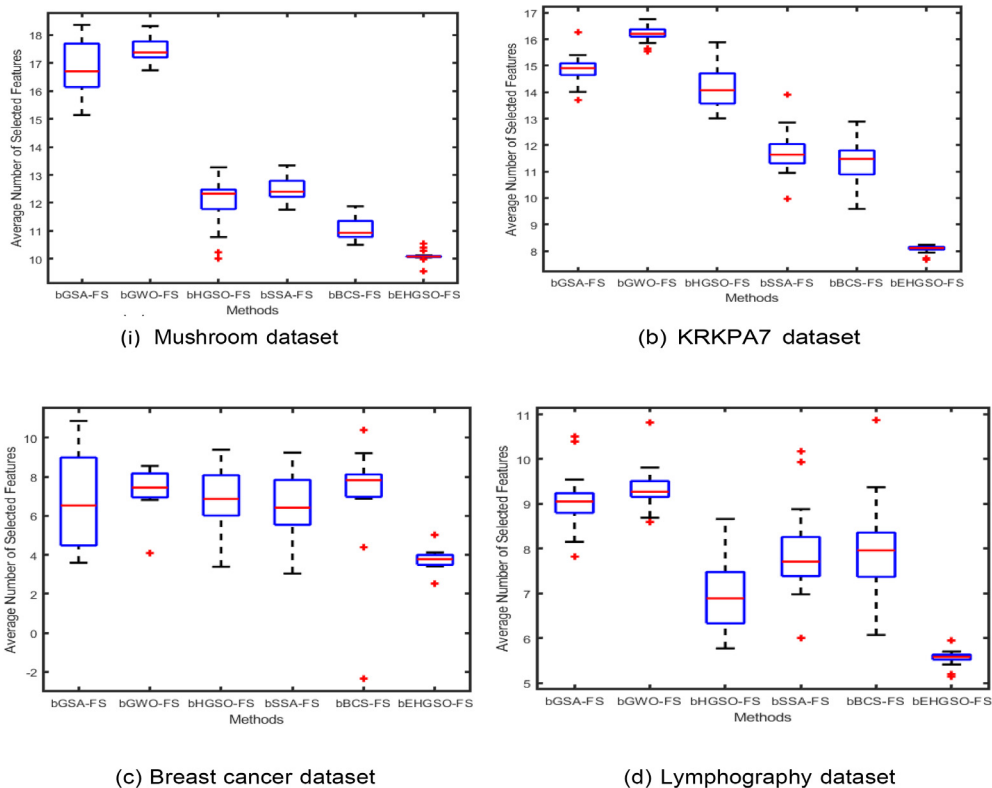 Average Number of Selected Features
18
17
16
15
14
13
12
11
10
bGSA-FS bGWO-FS bHGSO-FS bSSA-FS bBCS-FS bEHGSO-FS
Methods
(i) Mushroom dataset
Average Number of Selected Features
17
16
15
14
13
12
11
10
9
8
bGSA-FS bGWO-FS bHGSO-FS bSSA-FS bBCS-FS bEHGSO-FS
Methods
(b) KRKPA7 dataset
Average Number of Selected Features
10
8
6
4
2
0
-2
bGSA-FS bGWO-FS bHGSO-FS bSSA-FS bBCS-FS bEHGSO-FS
Methods
(c) Breast cancer dataset
Average Number of Selected Features
11
10
9
8
7
6
5
bGSA-FS bGWO-FS bHGSO-FS bSSA-FS bBCS-FS bEHGSO-FS
Methods
(d) Lymphography dataset